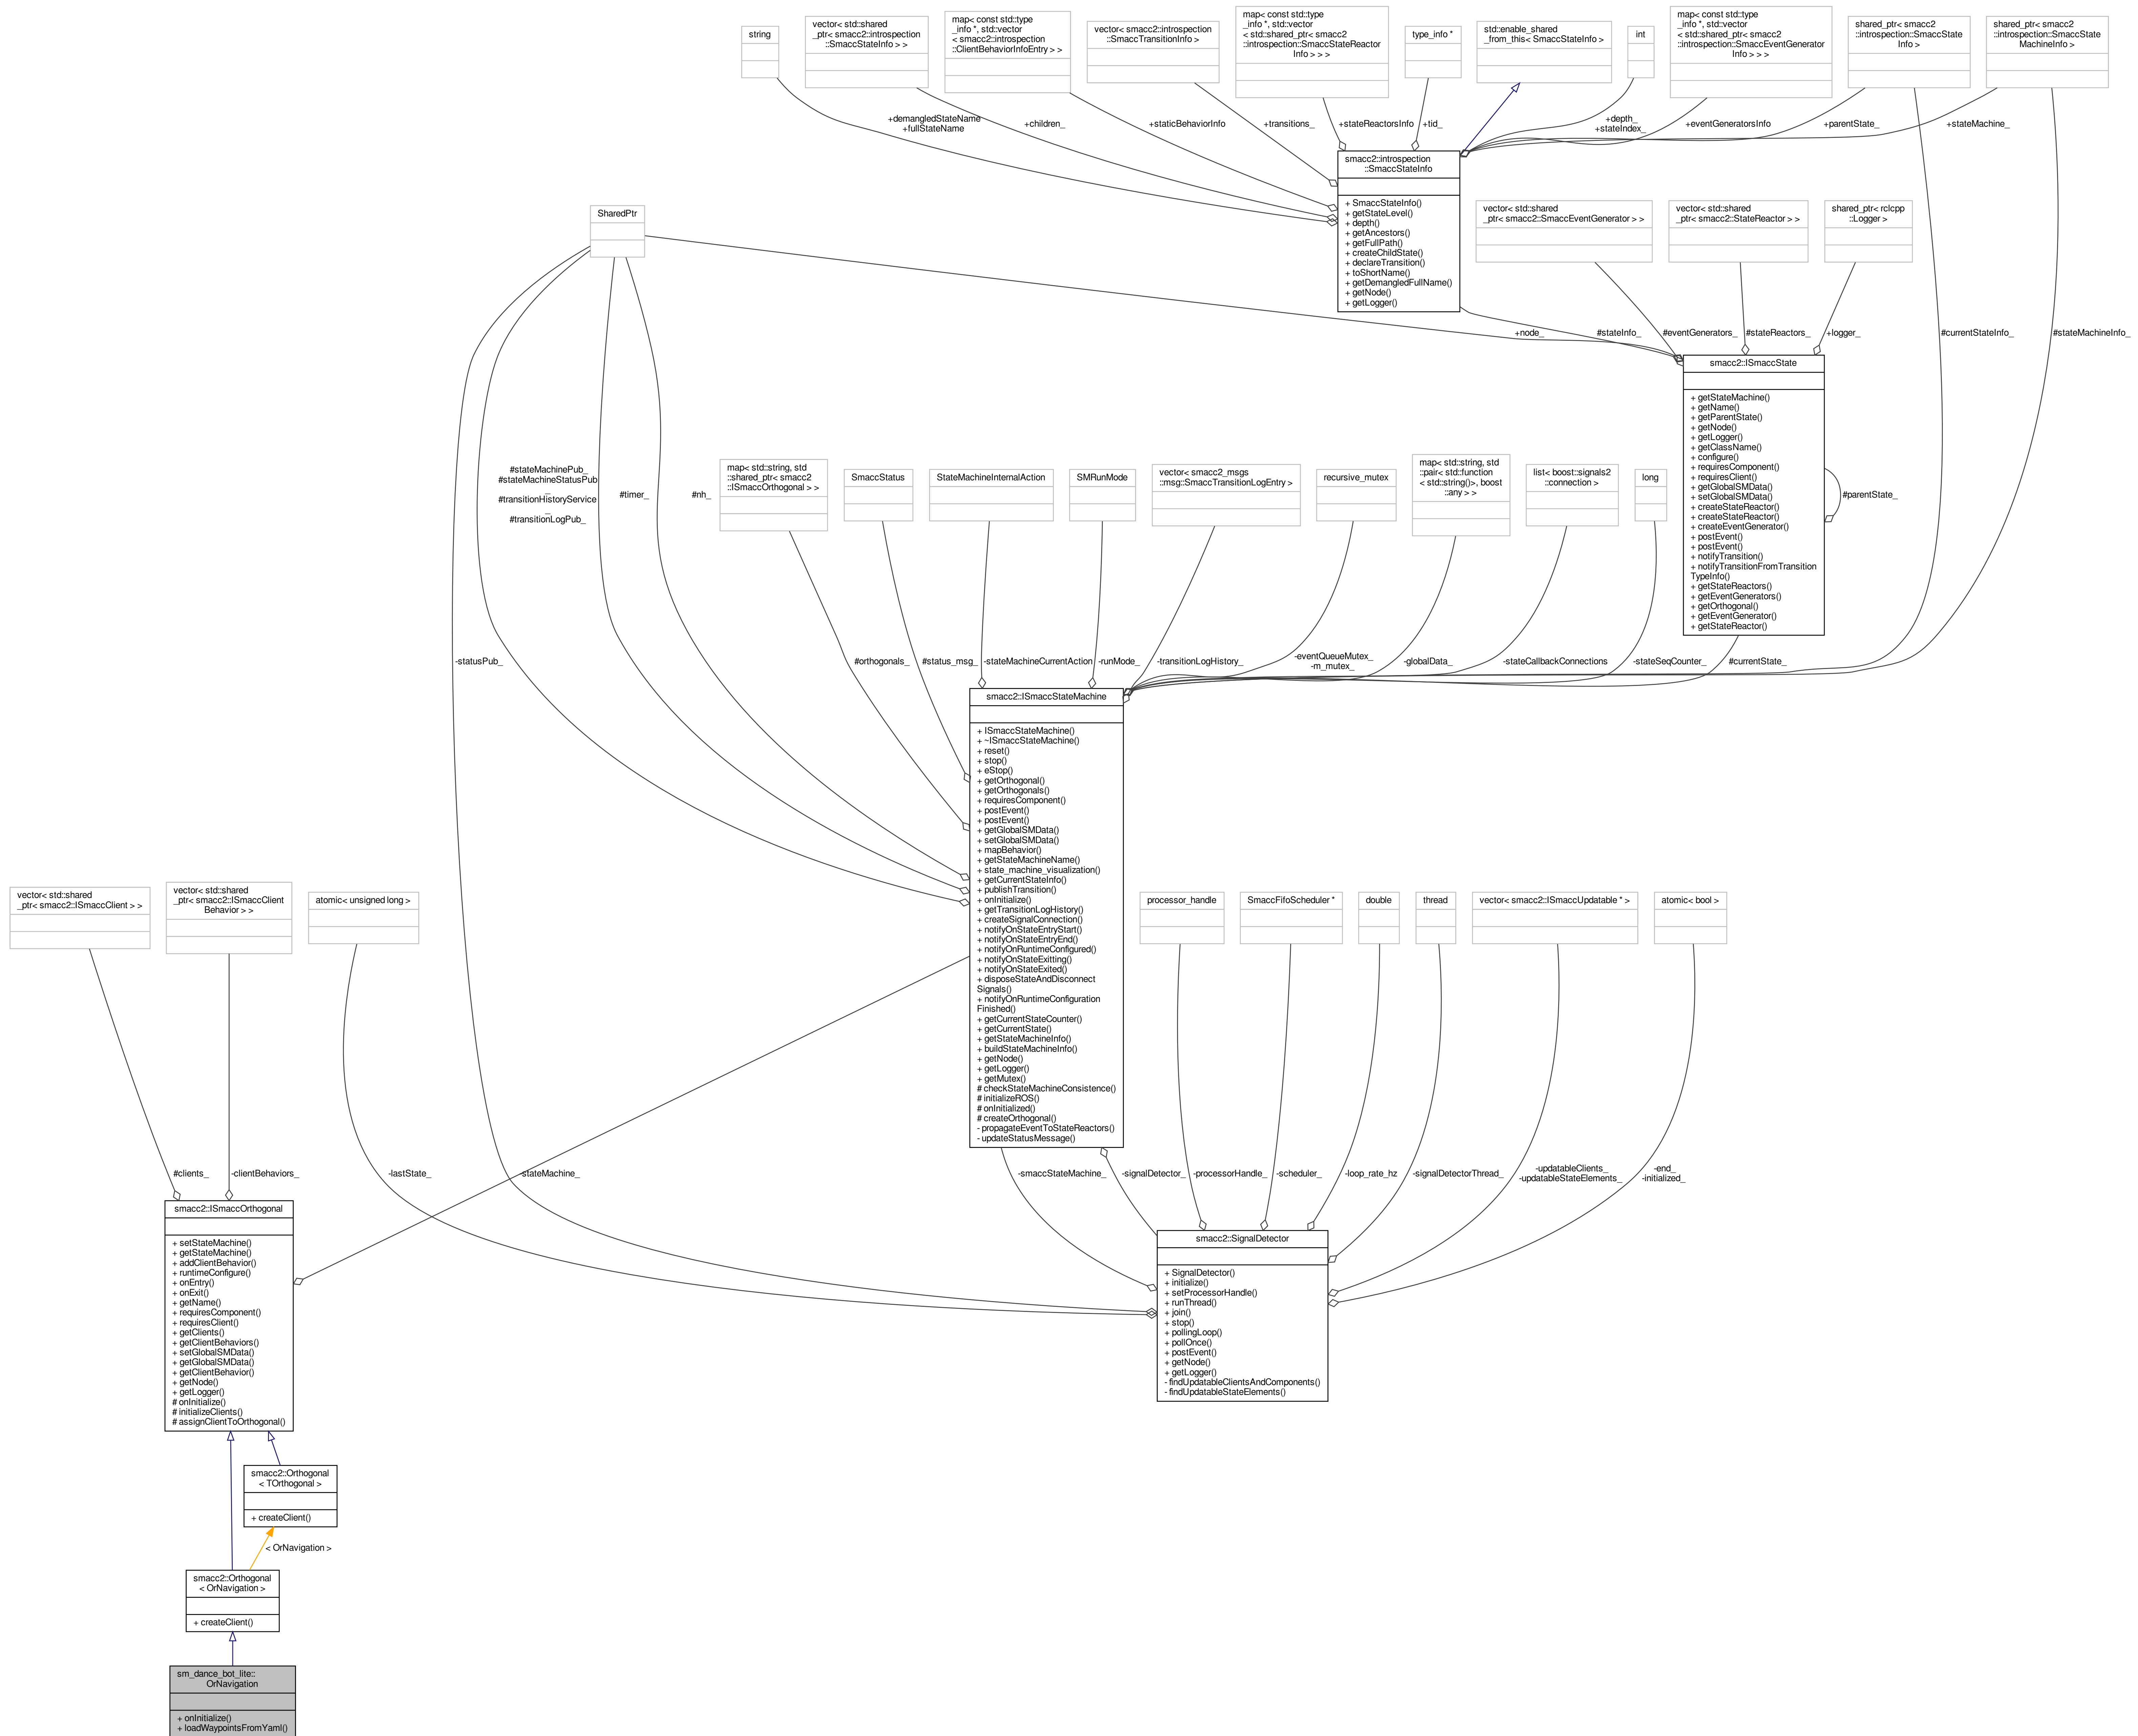 string
vector< std::shared
_ptr< smacc2::introspection
::SmaccStateInfo > >
map< const std::type
_info *, std::vector
< smacc2::introspection
::ClientBehaviorInfoEntry > >
vector< smacc2::introspection
::SmaccTransitionInfo >
map< const std::type
_info *, std::vector
< std::shared_ptr< smacc2
::introspection::SmaccStateReactor
Info > > >
type_info *
std::enable_shared
_from_this< SmaccStateInfo >
int
map< const std::type
_info *, std::vector
< std::shared_ptr< smacc2
::introspection::SmaccEventGenerator
Info > > >
shared_ptr< smacc2
::introspection::SmaccState
Info >
shared_ptr< smacc2
::introspection::SmaccState
MachineInfo >
+demangledStateName
+fullStateName
+children_
+staticBehaviorInfo
+transitions_
+stateReactorsInfo
+tid_
+depth_
+stateIndex_
+eventGeneratorsInfo
+parentState_
+stateMachine_
smacc2::introspection
::SmaccStateInfo
+ SmaccStateInfo()
+ getStateLevel()
+ depth()
+ getAncestors()
+ getFullPath()
+ createChildState()
+ declareTransition()
+ toShortName()
+ getDemangledFullName()
+ getNode()
+ getLogger()
SharedPtr
vector< std::shared
_ptr< smacc2::SmaccEventGenerator > >
vector< std::shared
_ptr< smacc2::StateReactor > >
shared_ptr< rclcpp
::Logger >
+node_
#stateInfo_
#eventGenerators_
#stateReactors_
+logger_
#currentStateInfo_
#stateMachineInfo_
smacc2::ISmaccState
+ getStateMachine()
+ getName()
+ getParentState()
+ getNode()
+ getLogger()
+ getClassName()
+ configure()
+ requiresComponent()
+ requiresClient()
+ getGlobalSMData()
+ setGlobalSMData()
+ createStateReactor()
+ createStateReactor()
+ createEventGenerator()
+ postEvent()
+ postEvent()
+ notifyTransition()
+ notifyTransitionFromTransition
TypeInfo()
+ getStateReactors()
+ getEventGenerators()
+ getOrthogonal()
+ getEventGenerator()
+ getStateReactor()
#parentState_
#stateMachinePub_
#stateMachineStatusPub
_
#transitionHistoryService
_
#transitionLogPub_
#timer_
#nh_
map< std::string, std
::shared_ptr< smacc2
::ISmaccOrthogonal > >
SmaccStatus
StateMachineInternalAction
SMRunMode
vector< smacc2_msgs
::msg::SmaccTransitionLogEntry >
recursive_mutex
map< std::string, std
::pair< std::function
< std::string()>, boost
::any > >
list< boost::signals2
::connection >
long
-statusPub_
#orthogonals_
#status_msg_
-stateMachineCurrentAction
-runMode_
-transitionLogHistory_
-eventQueueMutex_
-m_mutex_
-globalData_
-stateCallbackConnections
-stateSeqCounter_
#currentState_
smacc2::ISmaccStateMachine
+ ISmaccStateMachine()
+ ~ISmaccStateMachine()
+ reset()
+ stop()
+ eStop()
+ getOrthogonal()
+ getOrthogonals()
+ requiresComponent()
+ postEvent()
+ postEvent()
+ getGlobalSMData()
+ setGlobalSMData()
+ mapBehavior()
+ getStateMachineName()
+ state_machine_visualization()
+ getCurrentStateInfo()
+ publishTransition()
+ onInitialize()
+ getTransitionLogHistory()
+ createSignalConnection()
+ notifyOnStateEntryStart()
+ notifyOnStateEntryEnd()
+ notifyOnRuntimeConfigured()
+ notifyOnStateExitting()
+ notifyOnStateExited()
+ disposeStateAndDisconnect
Signals()
+ notifyOnRuntimeConfiguration
Finished()
+ getCurrentStateCounter()
+ getCurrentState()
+ getStateMachineInfo()
+ buildStateMachineInfo()
+ getNode()
+ getLogger()
+ getMutex()
# checkStateMachineConsistence()
# initializeROS()
# onInitialized()
# createOrthogonal()
- propagateEventToStateReactors()
- updateStatusMessage()
vector< std::shared
_ptr< smacc2::ISmaccClient > >
vector< std::shared
_ptr< smacc2::ISmaccClient
Behavior > >
atomic< unsigned long >
processor_handle
SmaccFifoScheduler *
double
thread
vector< smacc2::ISmaccUpdatable * >
atomic< bool >
#clients_
-clientBehaviors_
-lastState_
-stateMachine_
-smaccStateMachine_
-signalDetector_
-processorHandle_
-scheduler_
-loop_rate_hz
-signalDetectorThread_
-updatableClients_
-updatableStateElements_
-end_
-initialized_
smacc2::ISmaccOrthogonal
+ setStateMachine()
+ getStateMachine()
+ addClientBehavior()
+ runtimeConfigure()
+ onEntry()
+ onExit()
+ getName()
+ requiresComponent()
+ requiresClient()
+ getClients()
+ getClientBehaviors()
+ setGlobalSMData()
+ getGlobalSMData()
+ getClientBehavior()
+ getNode()
+ getLogger()
# onInitialize()
# initializeClients()
# assignClientToOrthogonal()
smacc2::SignalDetector
+ SignalDetector()
+ initialize()
+ setProcessorHandle()
+ runThread()
+ join()
+ stop()
+ pollingLoop()
+ pollOnce()
+ postEvent()
+ getNode()
+ getLogger()
- findUpdatableClientsAndComponents()
- findUpdatableStateElements()
smacc2::Orthogonal
< TOrthogonal >
+ createClient()
< OrNavigation >
smacc2::Orthogonal
< OrNavigation >
+ createClient()
sm_dance_bot_lite::
OrNavigation
+ onInitialize()
+ loadWaypointsFromYaml()